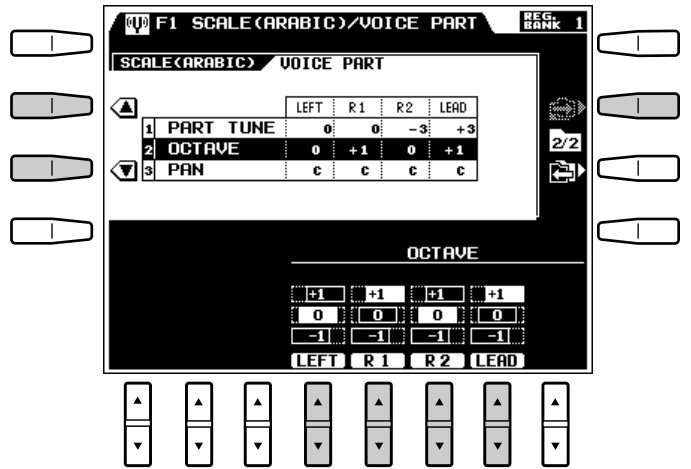 F1 SCALE(ARABIC)/VOICE PART
REG. BANK 1
SCALE(ARABIC) VOICE PART
LEFT R1 R2 LEAD
1 PART TUNE 0 0 -3 +3
2 OCTAVE 0 +1 0 +1
2/2
3 PAN C C C C
OCTAVE
+1 +1 +1 +1
0 0 0 0
-1 -1 -1 -1
LEFT R1 R2 LEAD